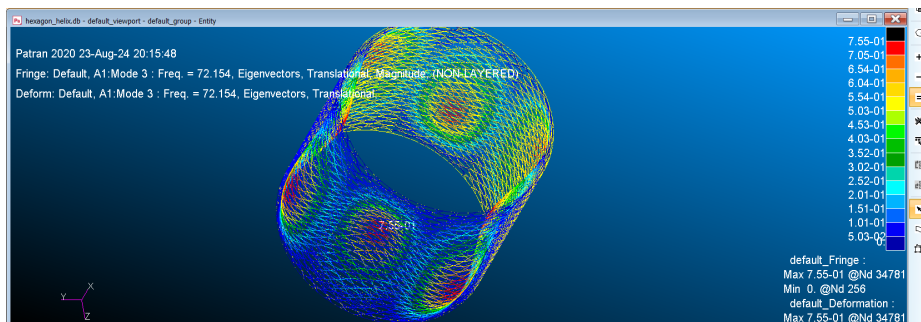 hexagon_helix.db - default_viewport - default_group - Entity
Patran 2020 23-Aug-24 20:15:48
Fringe: Default, A1:Mode 3 : Freq. = 72.154, Eigenvectors, Translational, Magnitude, (NON-LAYERED)
Deform: Default, A1:Mode 3 : Freq. = 72.154, Eigenvectors, Translational,
7.55-01
7.05-01
6.54-01
6.04-01
5.54-01
5.03-01
4.53-01
4.03-01
3.52-01
3.02-01
2.52-01
2.01-01
1.51-01
1.01-01
5.03-02
0.
7.55-01
default_Fringe :
Max 7.55-01 @Nd 34781
Min 0. @Nd 256
default_Deformation :
Max 7.55-01 @Nd 34781
X
Y
Z